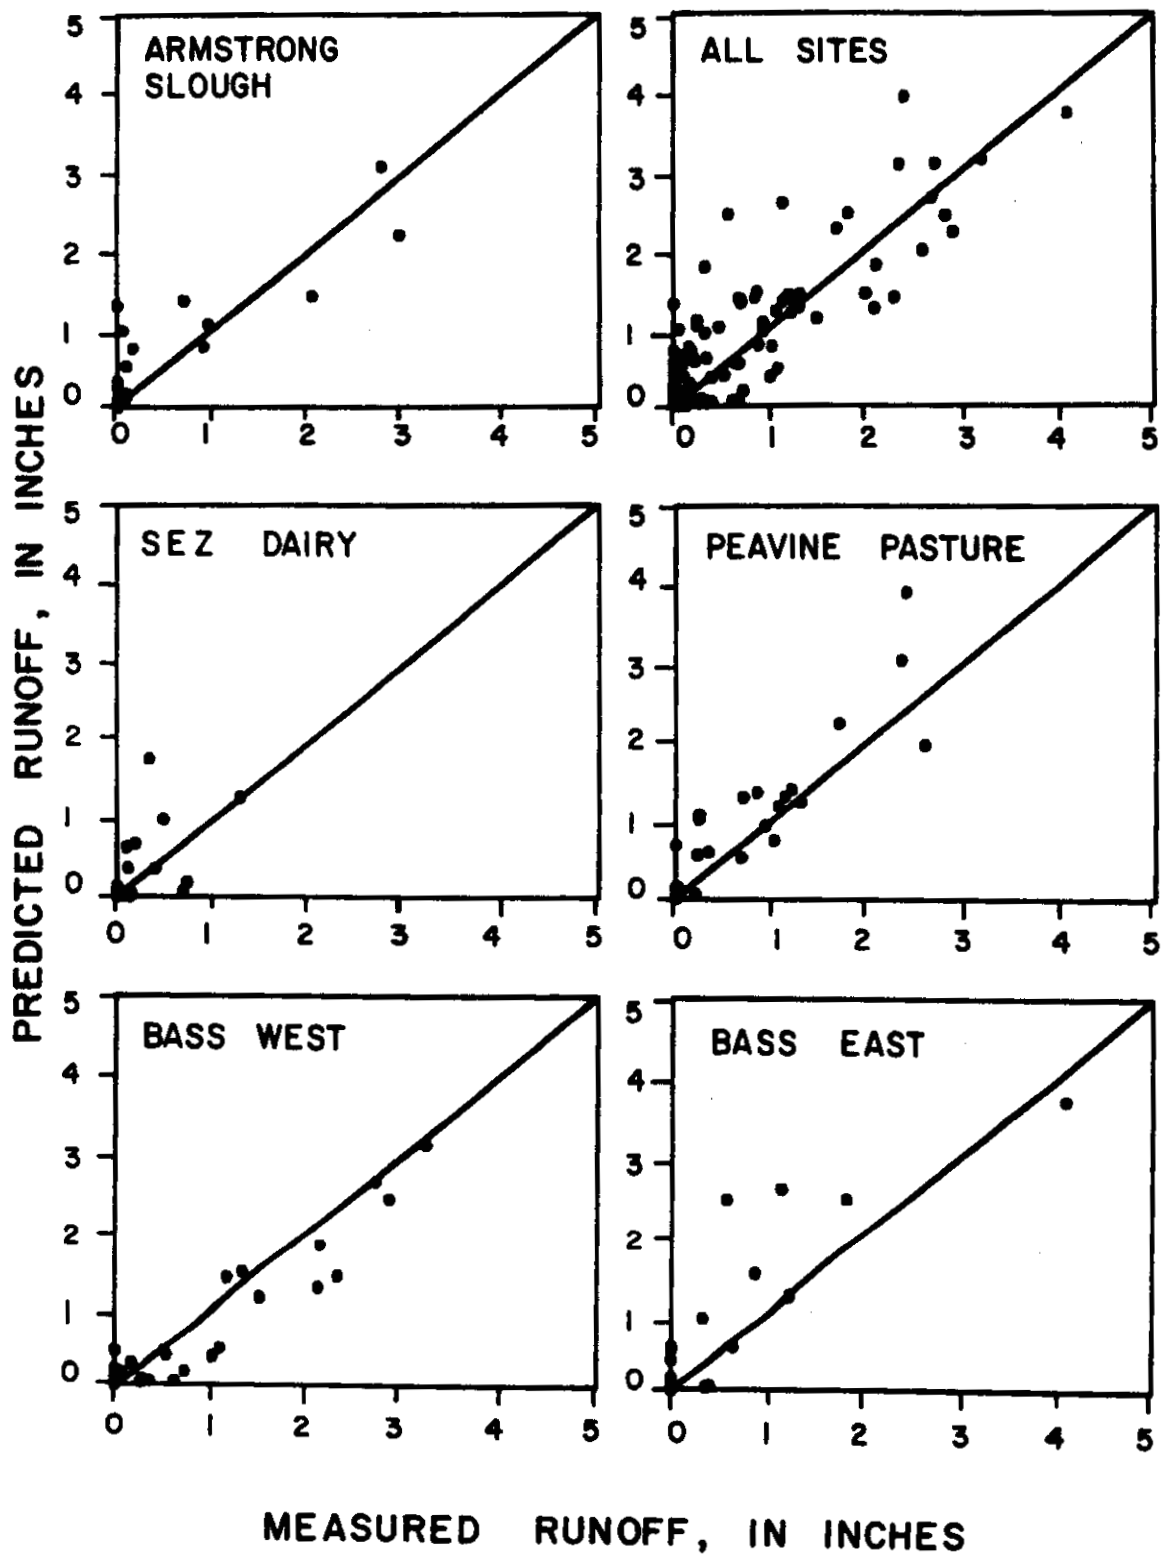 PREDICTED RUNOFF, IN INCHES
ARMSTRONG
SLOUGH
5
4
3
2
1
0
0 1 2 3 4 5
ALL SITES
5
4
3
2
1
0
0 1 2 3 4 5
SEZ DAIRY
5
4
3
2
1
0
0 1 2 3 4 5
PEAVINE PASTURE
5
4
3
2
1
0
0 1 2 3 4 5
BASS WEST
5
4
3
2
1
0
0 1 2 3 4 5
BASS EAST
5
4
3
2
1
0
0 1 2 3 4 5
MEASURED RUNOFF, IN INCHES